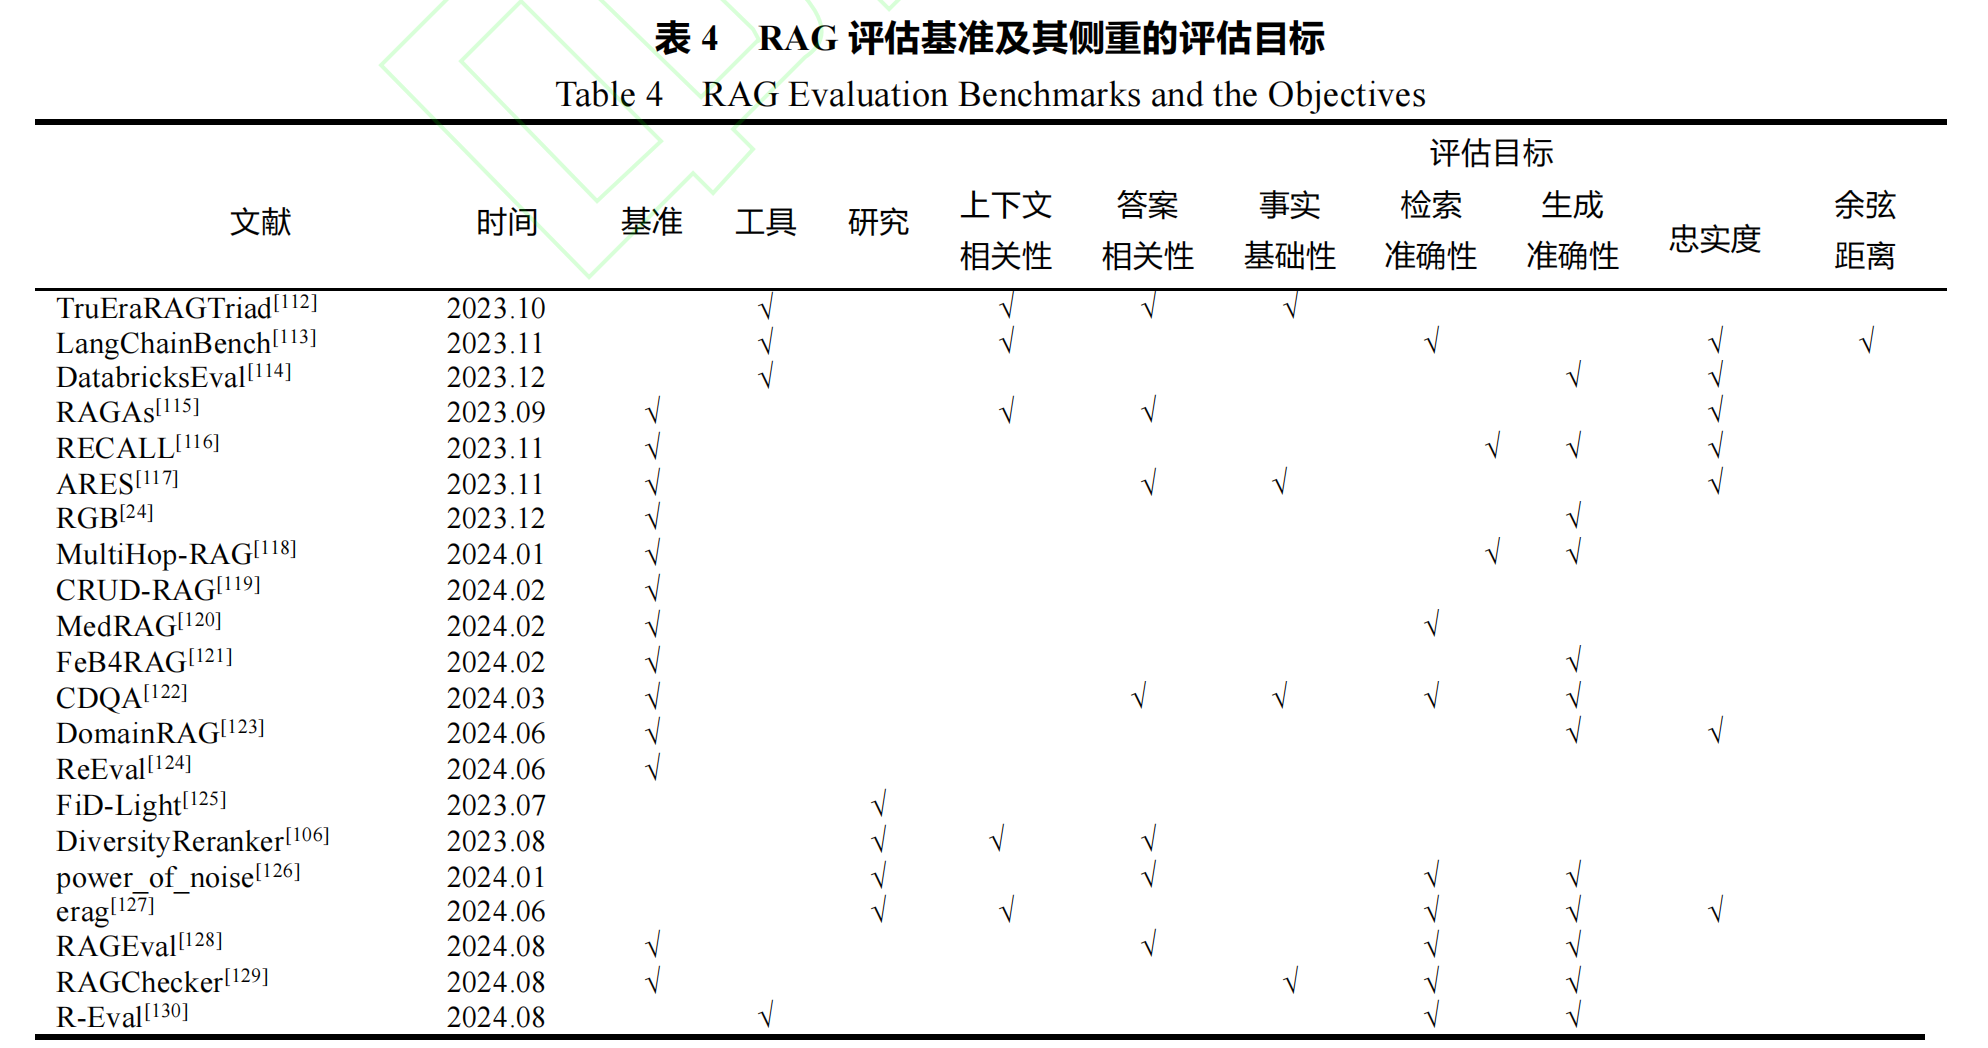 表 4 RAG 评估基准及其侧重的评估目标
Table 4 RAG Evaluation Benchmarks and the Objectives
评估目标
文献 时间 基准 工具 研究 上下文相关性 答案相关性 事实基础性 检索准确性 生成准确性 忠实度 余弦距离
TruEraRAGTriad[112] 2023.10 √ √ √ √
LangChainBench[113] 2023.11 √ √ √ √ √
DatabricksEval[114] 2023.12 √ √ √
RAGAs[115] 2023.09 √ √ √ √
RECALL[116] 2023.11 √ √ √ √
ARES[117] 2023.11 √ √ √ √
RGB[24] 2023.12 √ √
MultiHop-RAG[118] 2024.01 √ √ √
CRUD-RAG[119] 2024.02 √
MedRAG[120] 2024.02 √ √
FeB4RAG[121] 2024.02 √ √
CDQA[122] 2024.03 √ √ √ √ √
DomainRAG[123] 2024.06 √ √ √
ReEval[124] 2024.06 √
FiD-Light[125] 2023.07 √
DiversityReranker[106] 2023.08 √ √ √
power_of_noise[126] 2024.01 √ √ √ √
erag[127] 2024.06 √ √ √ √ √
RAGEval[128] 2024.08 √ √ √ √
RAGChecker[129] 2024.08 √ √ √ √
R-Eval[130] 2024.08 √ √ √